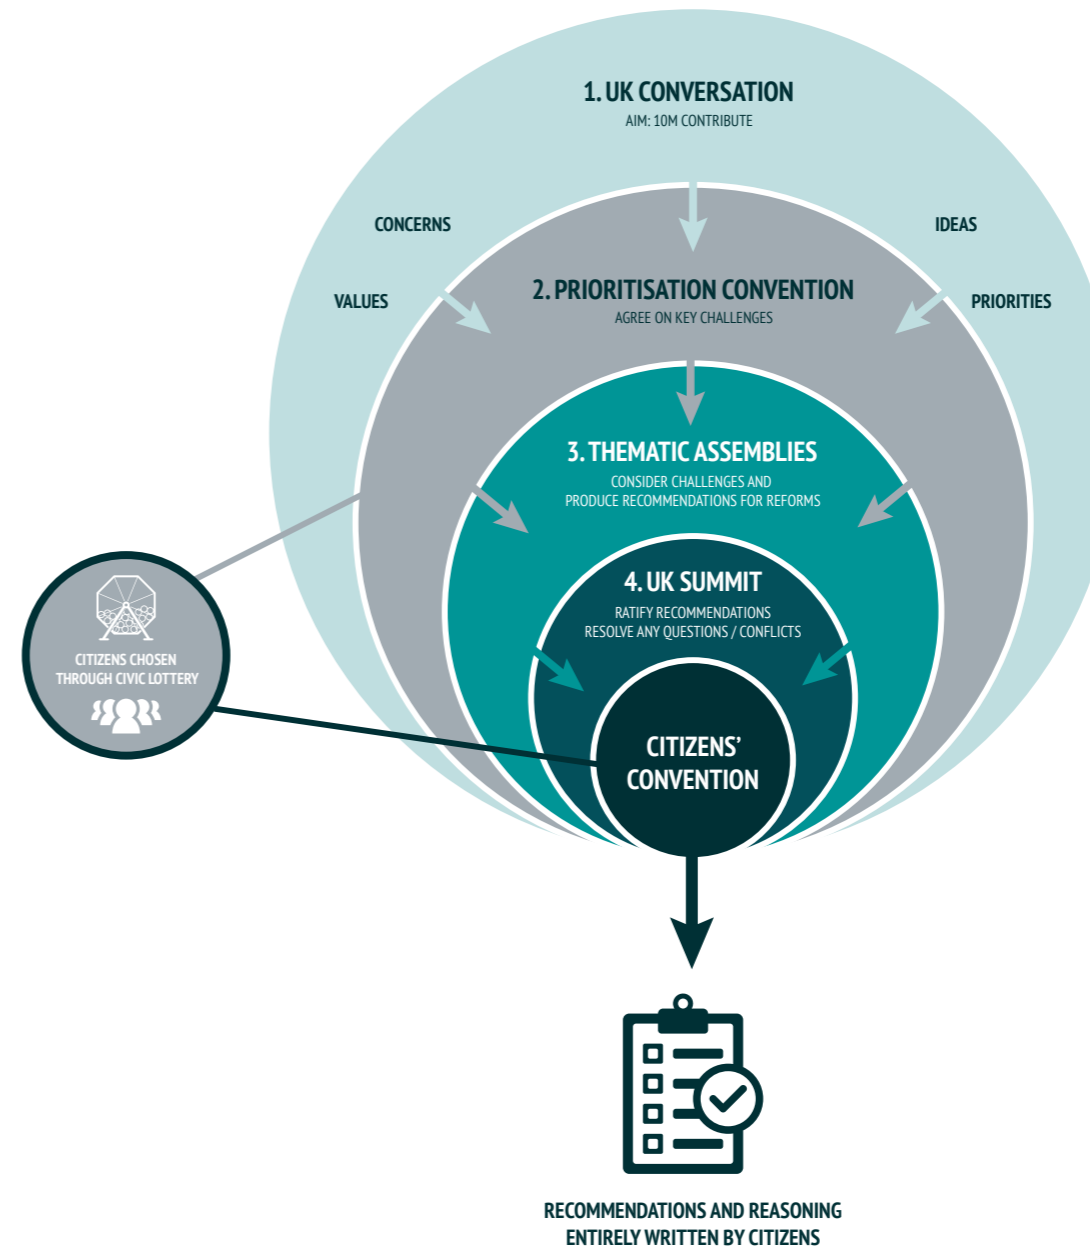 1. UK CONVERSATION
AIM: 10M CONTRIBUTE
CONCERNS
IDEAS
VALUES
PRIORITIES
2. PRIORITISATION CONVENTION
AGREE ON KEY CHALLENGES
3. THEMATIC ASSEMBLIES
CONSIDER CHALLENGES AND
PRODUCE RECOMMENDATIONS FOR REFORMS
4. UK SUMMIT
RATIFY RECOMMENDATIONS
RESOLVE ANY QUESTIONS / CONFLICTS
CITIZENS CHOSEN
THROUGH CIVIC LOTTERY
CITIZENS’
CONVENTION
RECOMMENDATIONS AND REASONING
ENTIRELY WRITTEN BY CITIZENS